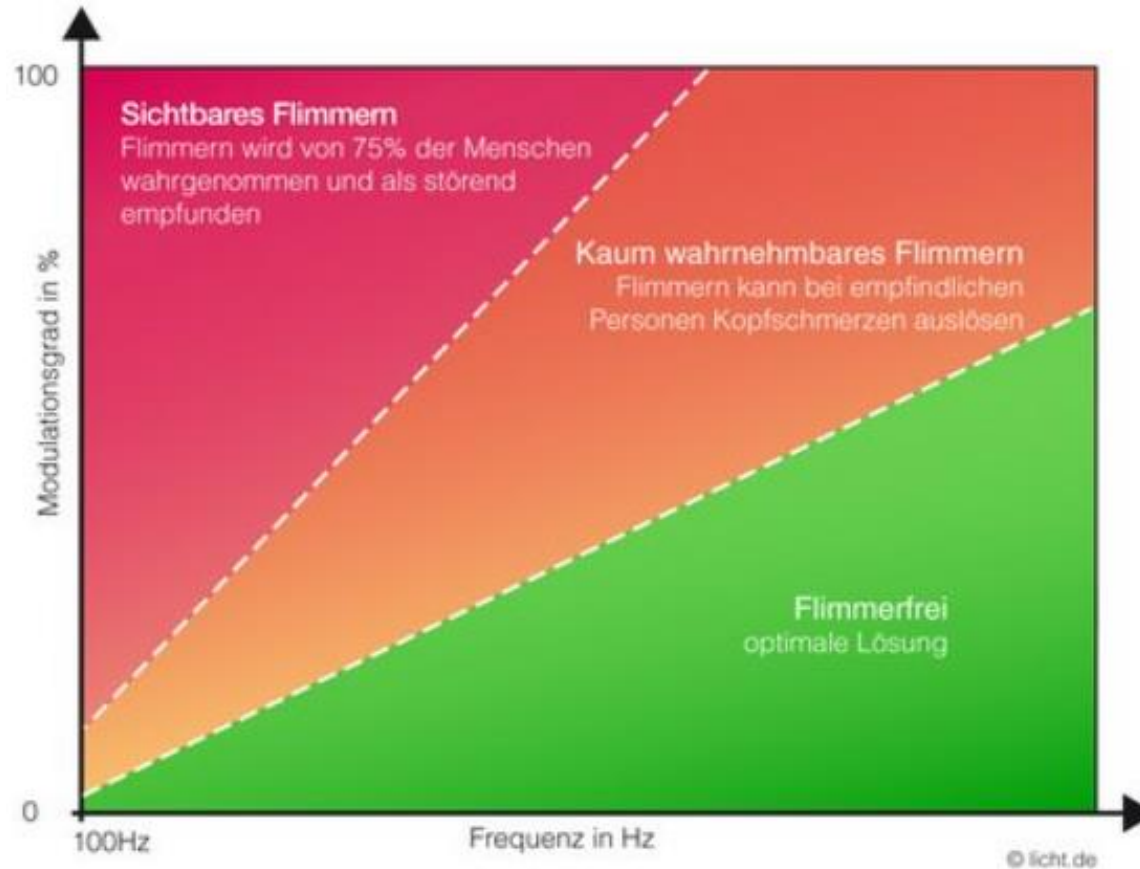 100
Sichtbares Flimmern
Flimmern wird von 75% der Menschen
wahrgenommen und als störend
empfunden
Kaum wahrnehmbares Flimmern
Flimmern kann bei empfindlichen
Personen Kopfschmerzen auslösen
Modulationsgrad in %
Flimmerfrei
optimale Lösung
0
100Hz
Frequenz in Hz
© licht.de